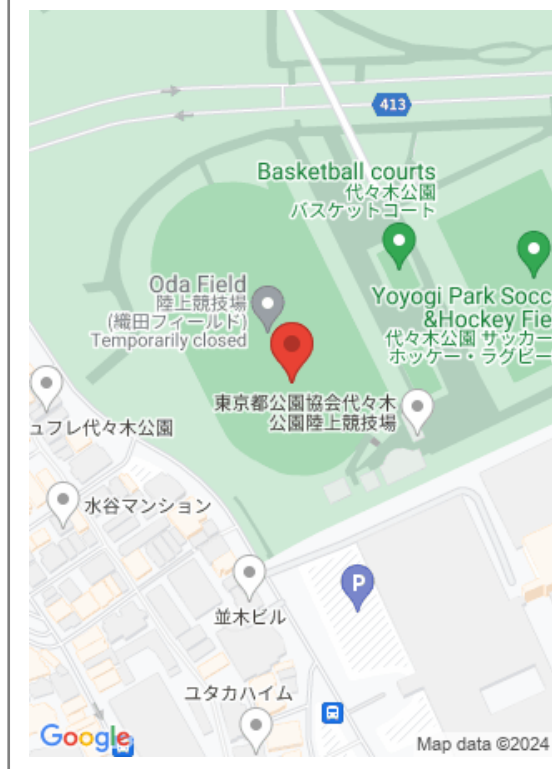 413
Basketball courts
代々木公園
バスケットコート
Oda Field
陸上競技場
(織田フィールド)
Temporarily closed
Yoyogi Park Socc
&Hockey Fie
代々木公園 サッカー
ホッケー・ラグビー
東京都公園協会代々木
公園陸上競技場
ュフレ代々木公園
水谷マンション
P
並木ビル
ユタカハイム
Google
Map data ©2024